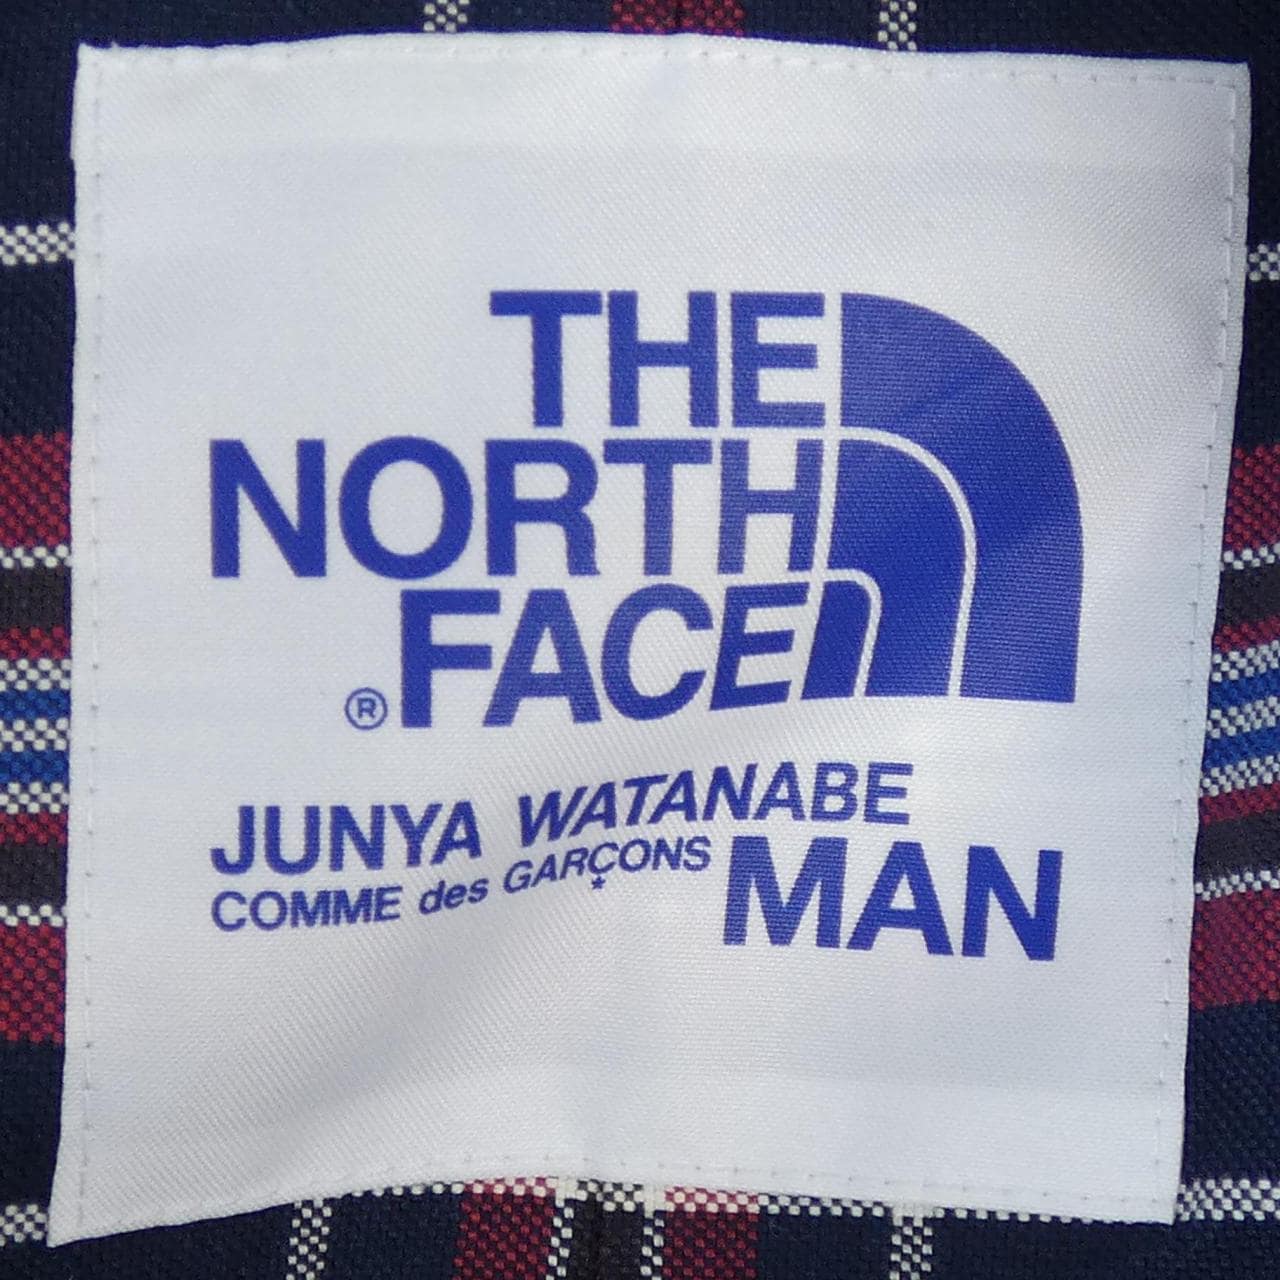 THE
NORTH
® FACE
JUNYA WATANABE
COMME des GARÇONS MAN